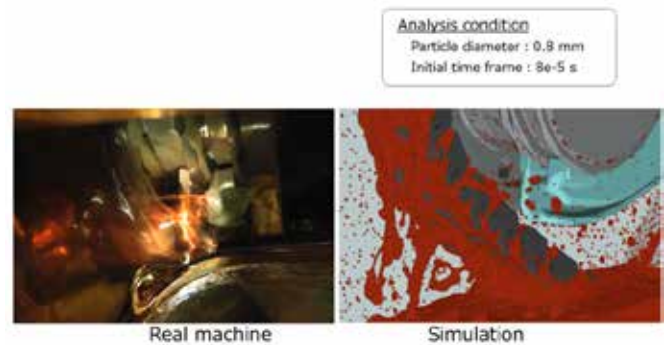 Analysis condition
Particle diameter : 0.8 mm
Initial time frame : 8e-5 s
Real machine
Simulation